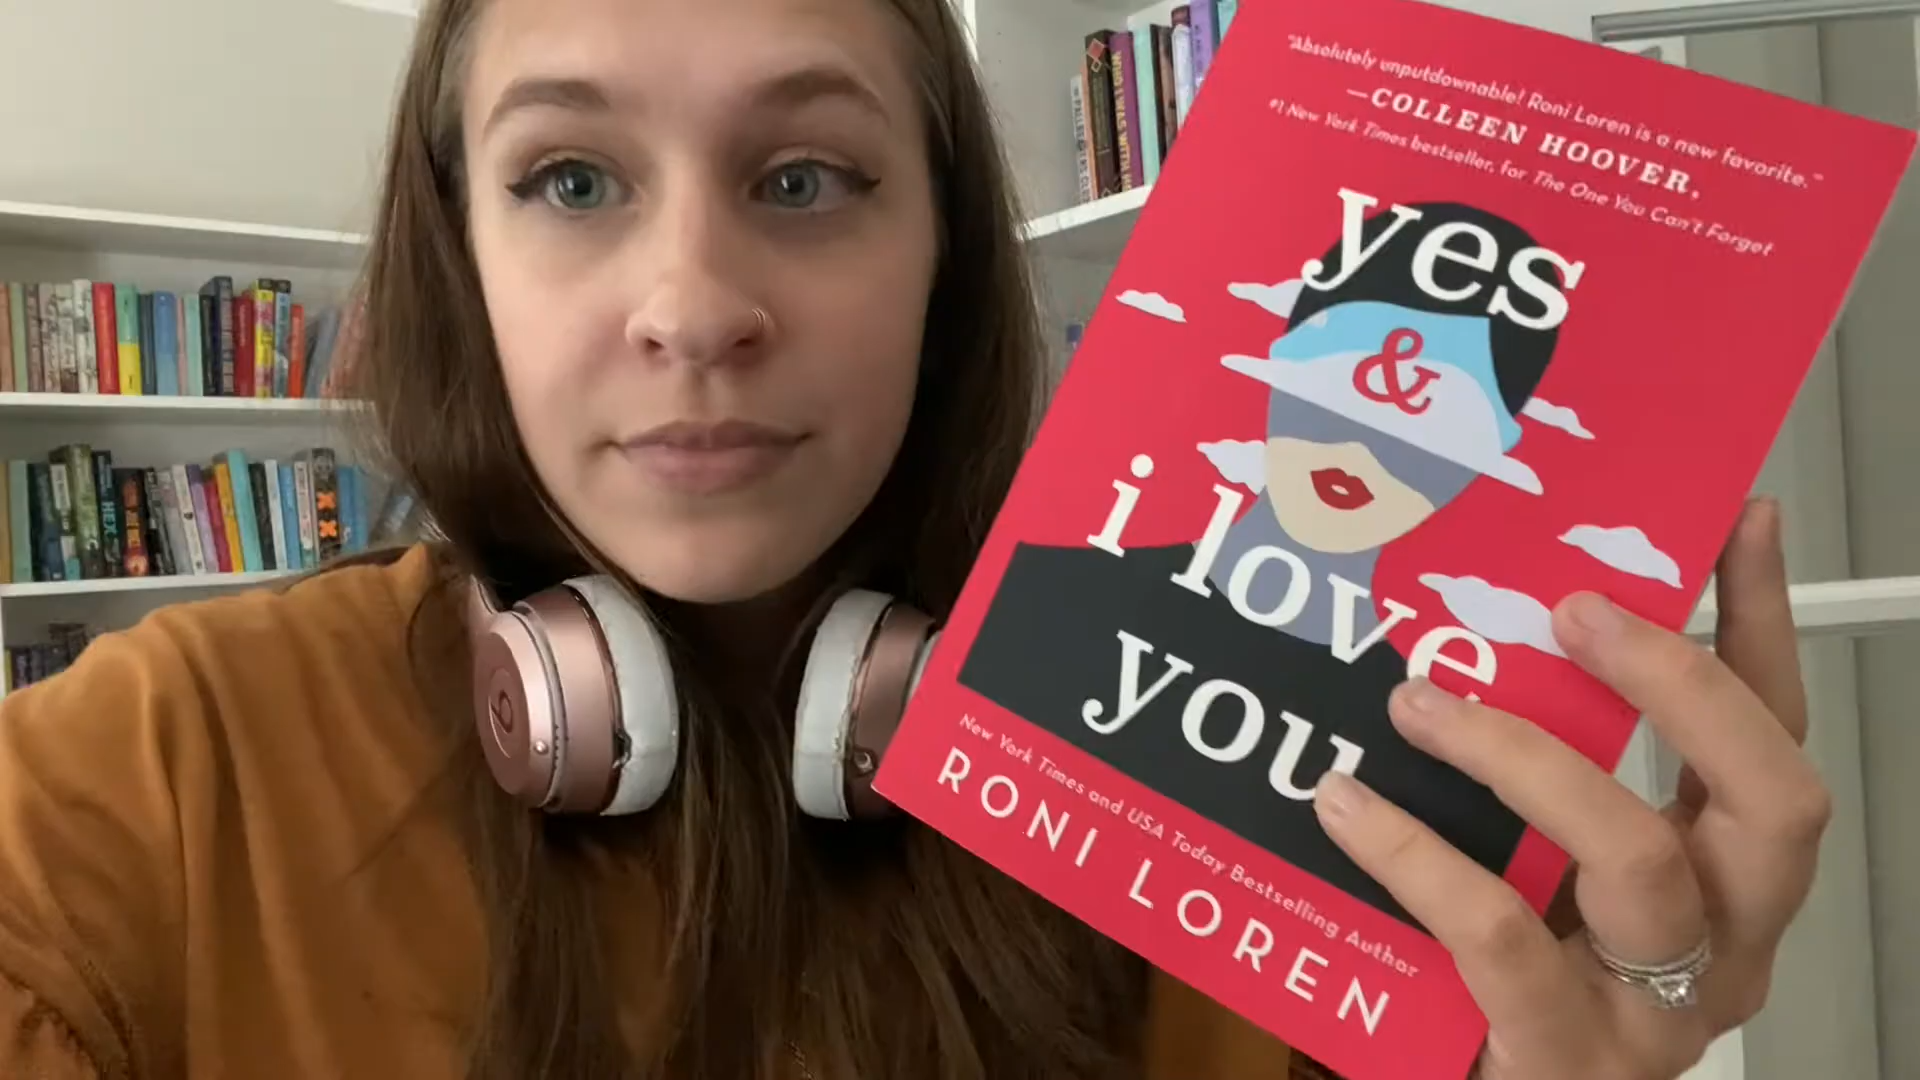 "Absolutely unputdownable! Roni Loren is a new favorite."
—COLLEEN HOOVER,
#1 New York Times bestseller, for The One You Can't Forget
yes
&
i love
you
New York Times and USA Today Bestselling Author
RONI LOREN
HEX